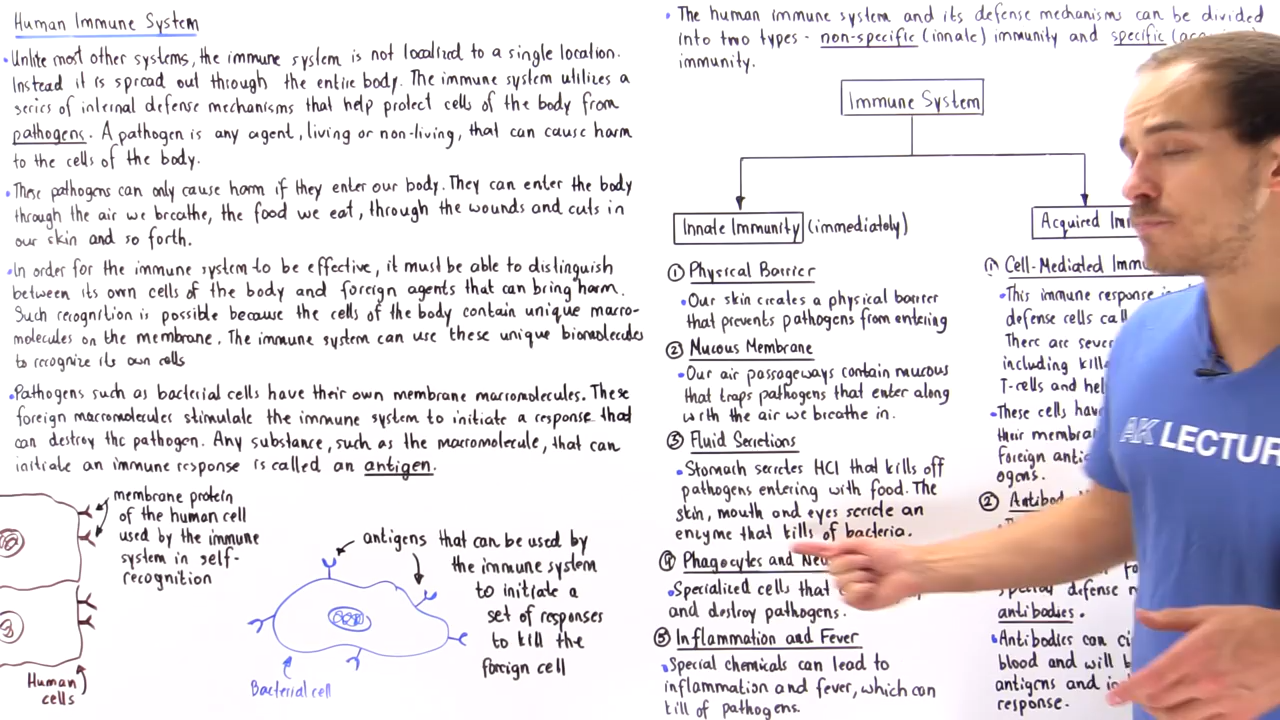 Human Immune System
• Unlike most other systems, the immune system is not localized to a single location.
Instead it is spread out through the entire body. The immune system utilizes a
series of internal defense mechanisms that help protect cells of the body from
pathogens. A pathogen is any agent, living or non-living, that can cause harm
to the cells of the body.
• These pathogens can only cause harm if they enter our body. They can enter the body
through the air we breathe, the food we eat, through the wounds and cuts in
our skin and so forth.
• In order for the immune system to be effective, it must be able to distinguish
between its own cells of the body and foreign agents that can bring harm.
Such recognition is possible because the cells of the body contain unique macro-
molecules on the membrane. The immune system can use these unique biomolecules
to recognize its own cells
• Pathogens such as bacterial cells have their own membrane macromolecules. These
foreign macromolecules stimulate the immune system to initiate a response that
can destroy the pathogen. Any substance, such as the macromolecule, that can
initiate an immune response is called an antigen.
membrane protein
of the human cell
used by the immune
system in self-
recognition
Human
cells
antigens that can be used by
the immune system
to initiate a
set of responses
to kill the
foreign cell
Bacterial cell
• The human immune system and its defense mechanisms can be divided
into two types - non-specific (innate) immunity and specific
immunity.
Immune System
Innate Immunity (immediately)
① Physical Barrier
• Our skin creates a physical barrier
that prevents pathogens from entering
② Mucous Membrane
• Our air passageways contain mucous
that traps pathogens that enter along
with the air we breathe in.
③ Fluid Secretions
• Stomach secretes HCl that kills off
pathogens entering with food. The
skin, mouth and eyes secrete an
enzyme that kills of bacteria.
④ Phagocytes and
• Specialized cells that
and destroy pathogens.
⑤ Inflammation and Fever
• Special chemicals can lead to
inflammation and fever, which can
kill of pathogens.
Acquired
① Cell-Mediated
• This immune response
defense cells
There are
including
T-cells and
• These cells
their
foreign
②
defense
antibodies.
• Antibodies can
blood and will
antigens and
response.
AK LECTUR